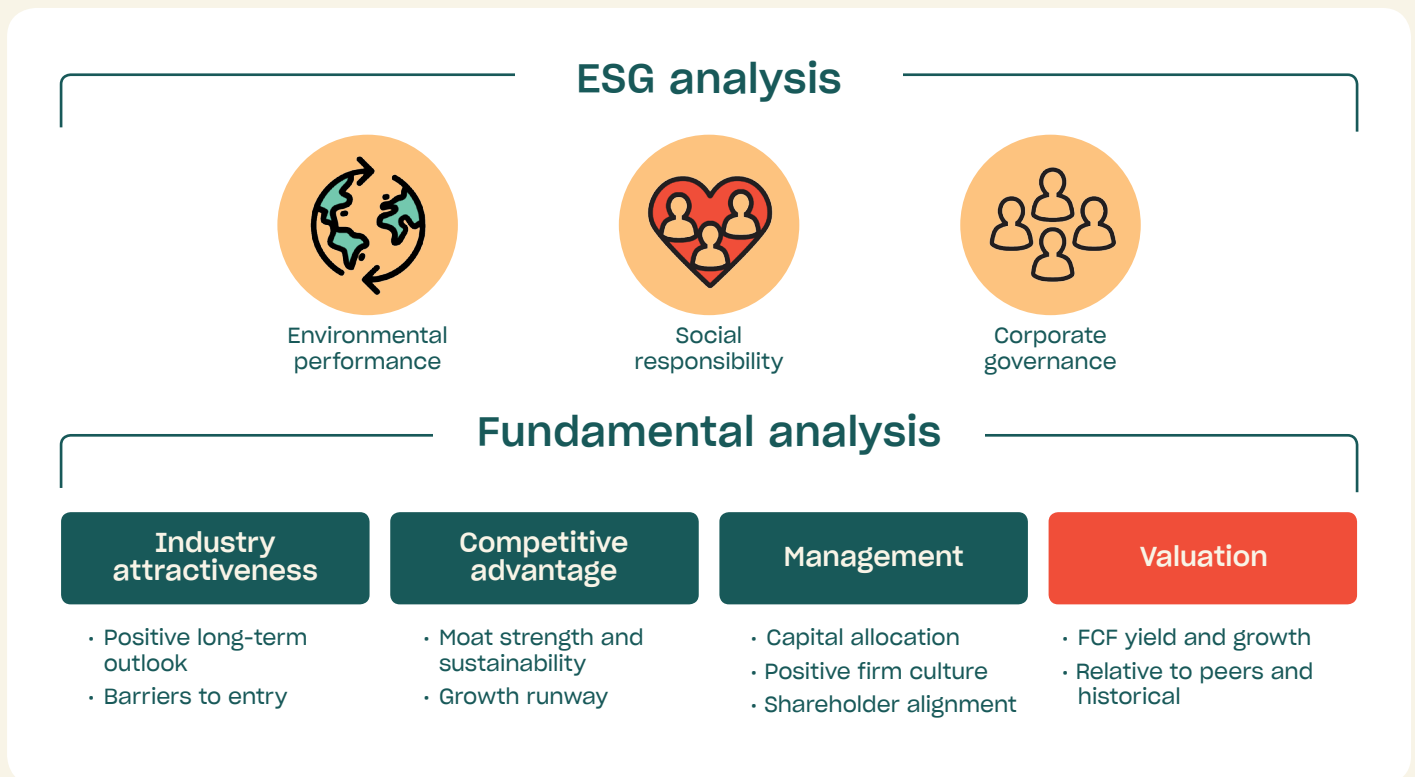 ESG analysis
Environmental
performance
Social
responsibility
Corporate
governance
Fundamental analysis
Industry
attractiveness
· Positive long-term
outlook
· Barriers to entry
Competitive
advantage
· Moat strength and
sustainability
· Growth runway
Management
· Capital allocation
· Positive firm culture
· Shareholder alignment
Valuation
· FCF yield and growth
· Relative to peers and
historical